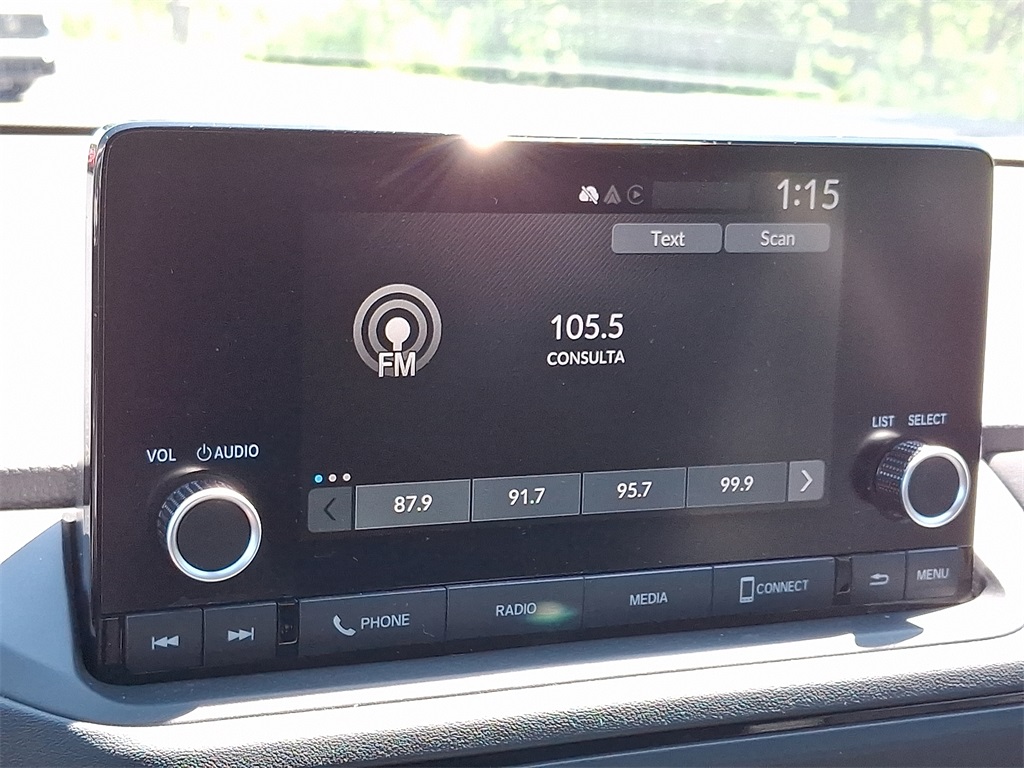 1:15
Text Scan
FM
105.5
CONSULTA
LIST SELECT
VOL AUDIO
87.9 91.7 95.7 99.9
PHONE RADIO MEDIA CONNECT MENU